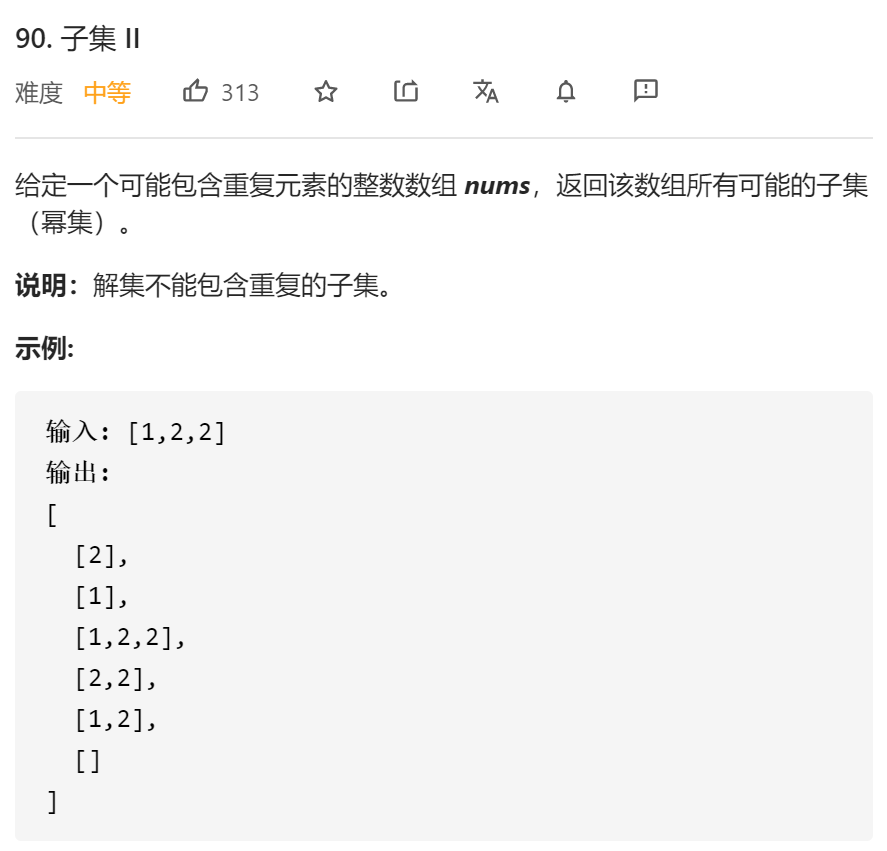 90. 子集 II
难度 中等 313
给定一个可能包含重复元素的整数数组 nums，返回该数组所有可能的子集
（幂集）。
说明：解集不能包含重复的子集。
示例:
输入: [1,2,2]
输出:
[
  [2],
  [1],
  [1,2,2],
  [2,2],
  [1,2],
  []
]